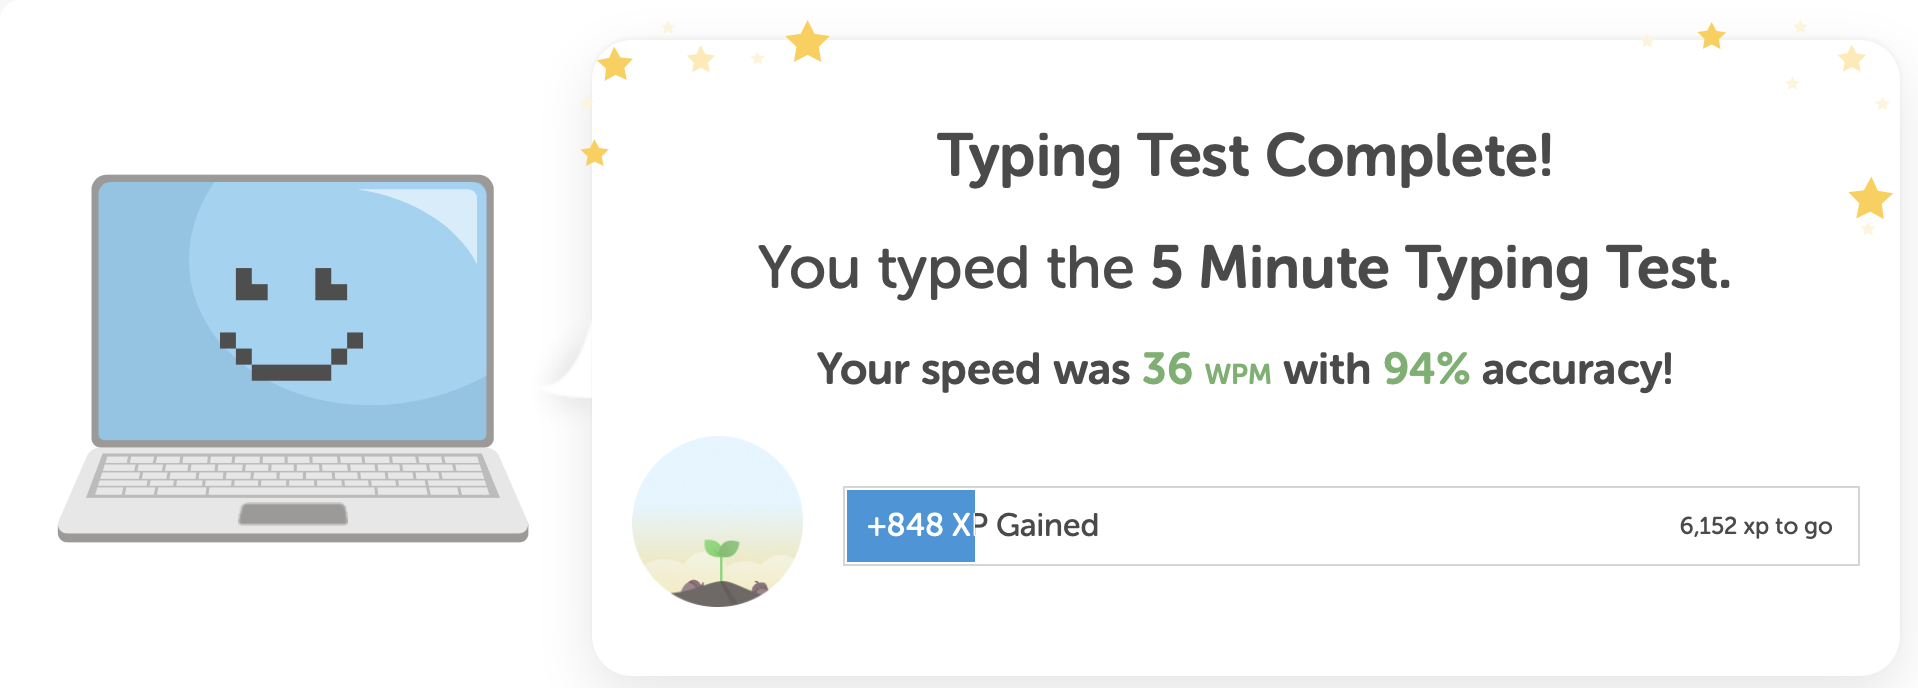 Typing Test Complete!
You typed the 5 Minute Typing Test.
Your speed was 36 WPM with 94% accuracy!
+848 XP Gained
6,152 xp to go